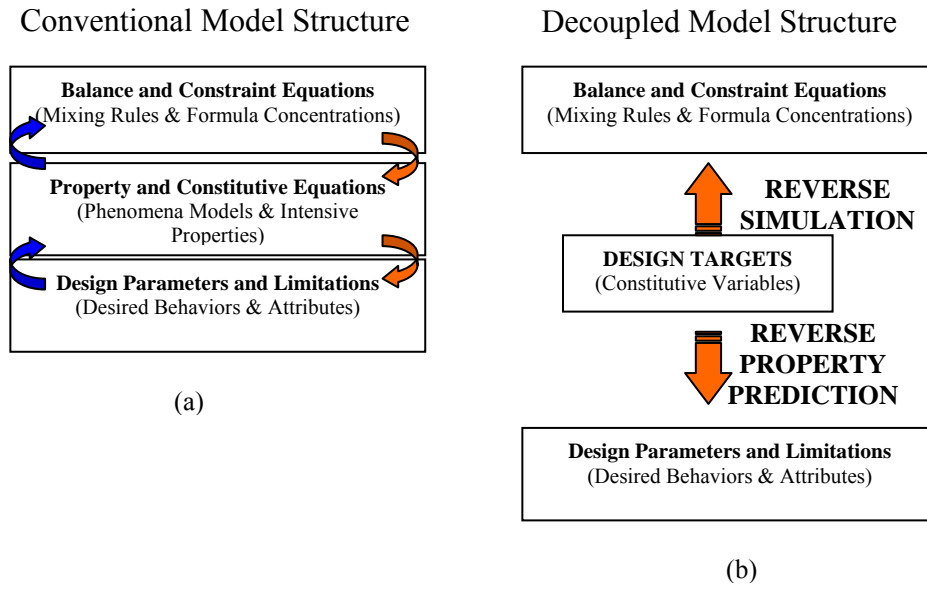 Conventional Model Structure
Balance and Constraint Equations
(Mixing Rules & Formula Concentrations)
Property and Constitutive Equations
(Phenomena Models & Intensive
Properties)
Design Parameters and Limitations
(Desired Behaviors & Attributes)
(a)
Decoupled Model Structure
Balance and Constraint Equations
(Mixing Rules & Formula Concentrations)
REVERSE
SIMULATION
DESIGN TARGETS
(Constitutive Variables)
REVERSE
PROPERTY
PREDICTION
Design Parameters and Limitations
(Desired Behaviors & Attributes)
(b)